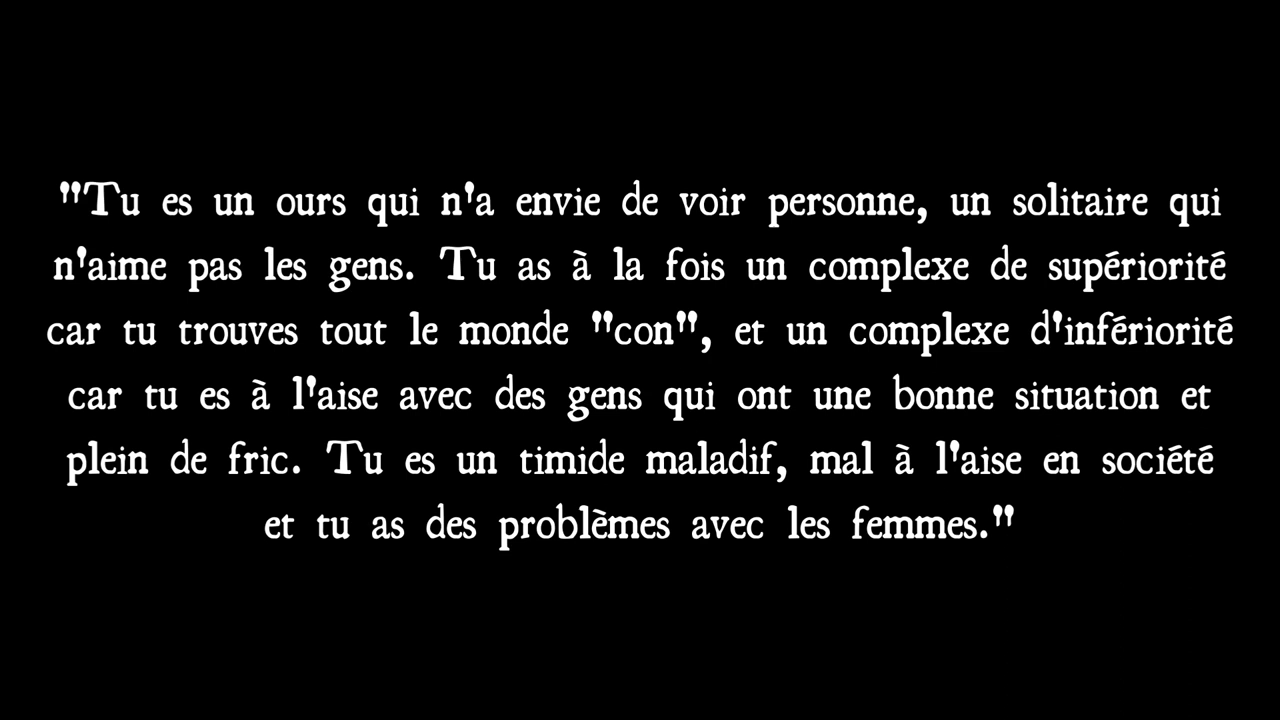 "Tu es un ours qui n'a envie de voir personne, un solitaire qui
n'aime pas les gens. Tu as à la fois un complexe de supériorité
car tu trouves tout le monde "con", et un complexe d'infériorité
car tu es à l'aise avec des gens qui ont une bonne situation et
plein de fric. Tu es un timide maladif, mal à l'aise en société
et tu as des problèmes avec les femmes."